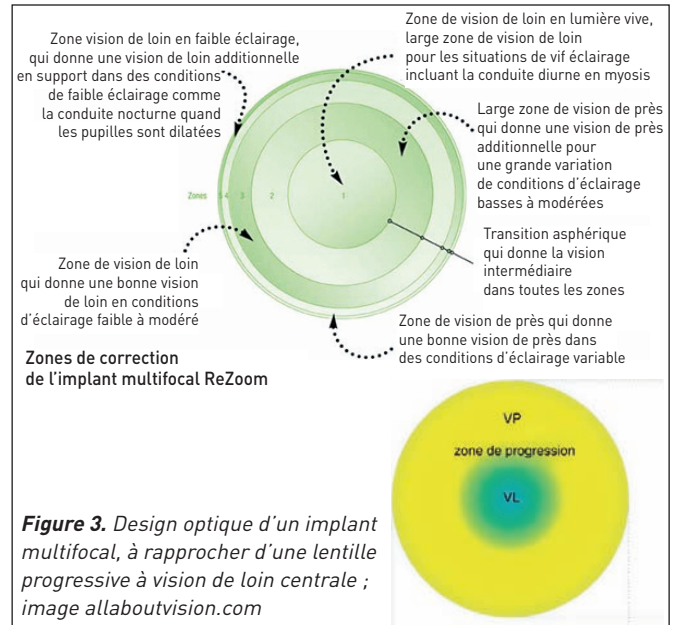 Zone vision de loin en faible éclairage,
qui donne une vision de loin additionnelle
en support dans des conditions
de faible éclairage comme
la conduite nocturne quand
les pupilles sont dilatées
Zone de vision de loin en lumière vive,
large zone de vision de loin
pour les situations de vif éclairage
incluant la conduite diurne en myosis
Large zone de vision de près
qui donne une vision de près
additionnelle pour
une grande variation
de conditions d'éclairage
basses à modérées
Zones 5 4 3 2 1
Transition asphérique
qui donne la vision
intermédiaire
dans toutes les zones
Zone de vision de loin
qui donne une bonne vision
de loin en conditions
d'éclairage faible à modéré
Zone de vision de près qui donne
une bonne vision de près dans
des conditions d'éclairage variable
Zones de correction
de l'implant multifocal ReZoom
VP
zone de progression
VL
Figure 3. Design optique d'un implant
multifocal, à rapprocher d'une lentille
progressive à vision de loin centrale ;
image allaboutvision.com